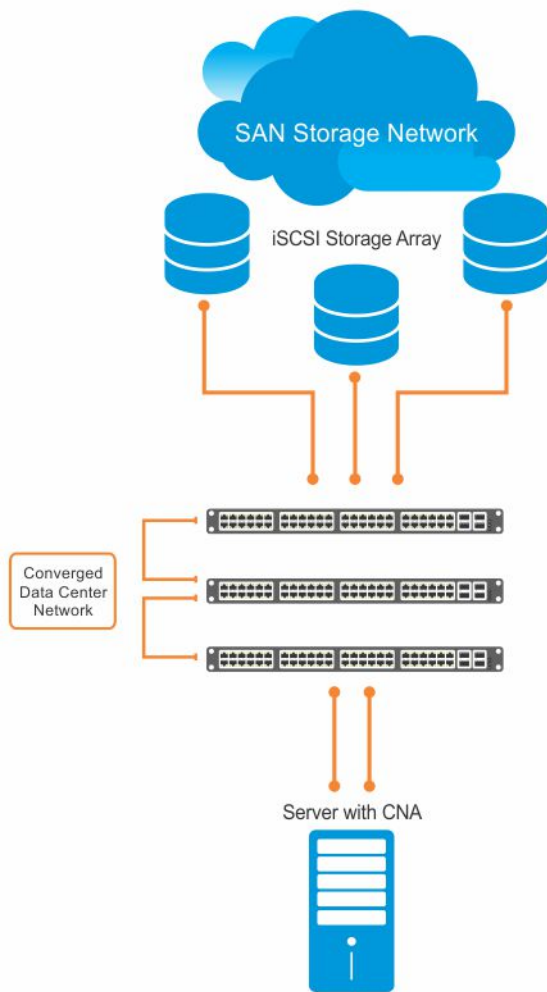 SAN Storage Network
iSCSI Storage Array
Converged
Data Center
Network
Server with CNA